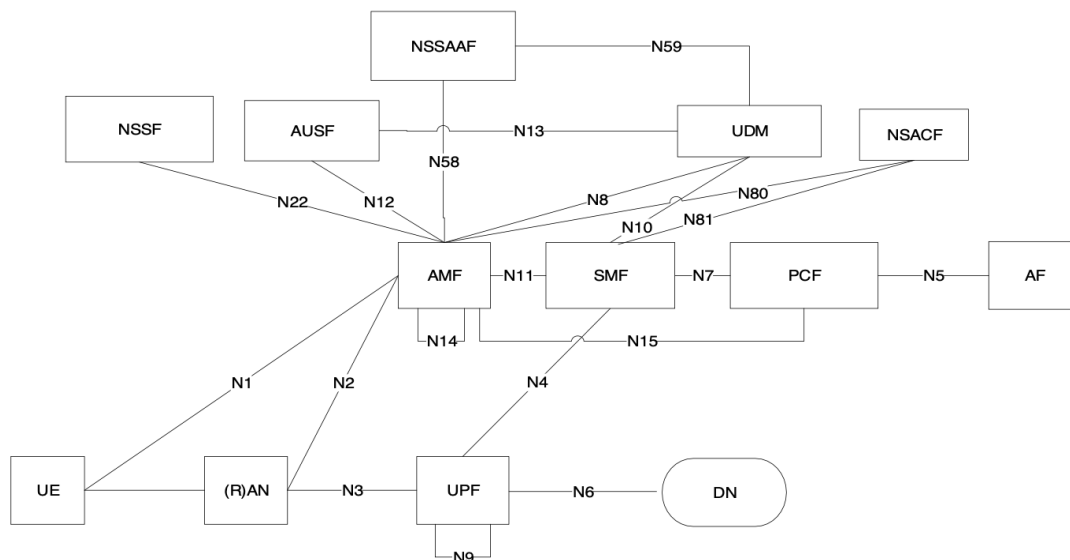 NSSAAF
N59
NSSF
AUSF
N13
UDM
NSACF
N58
N22
N12
N8
N80
N10
N81
AMF
N11
SMF
N7
PCF
N5
AF
N14
N15
N1
N2
N4
UE
(R)AN
N3
UPF
N6
DN
N9